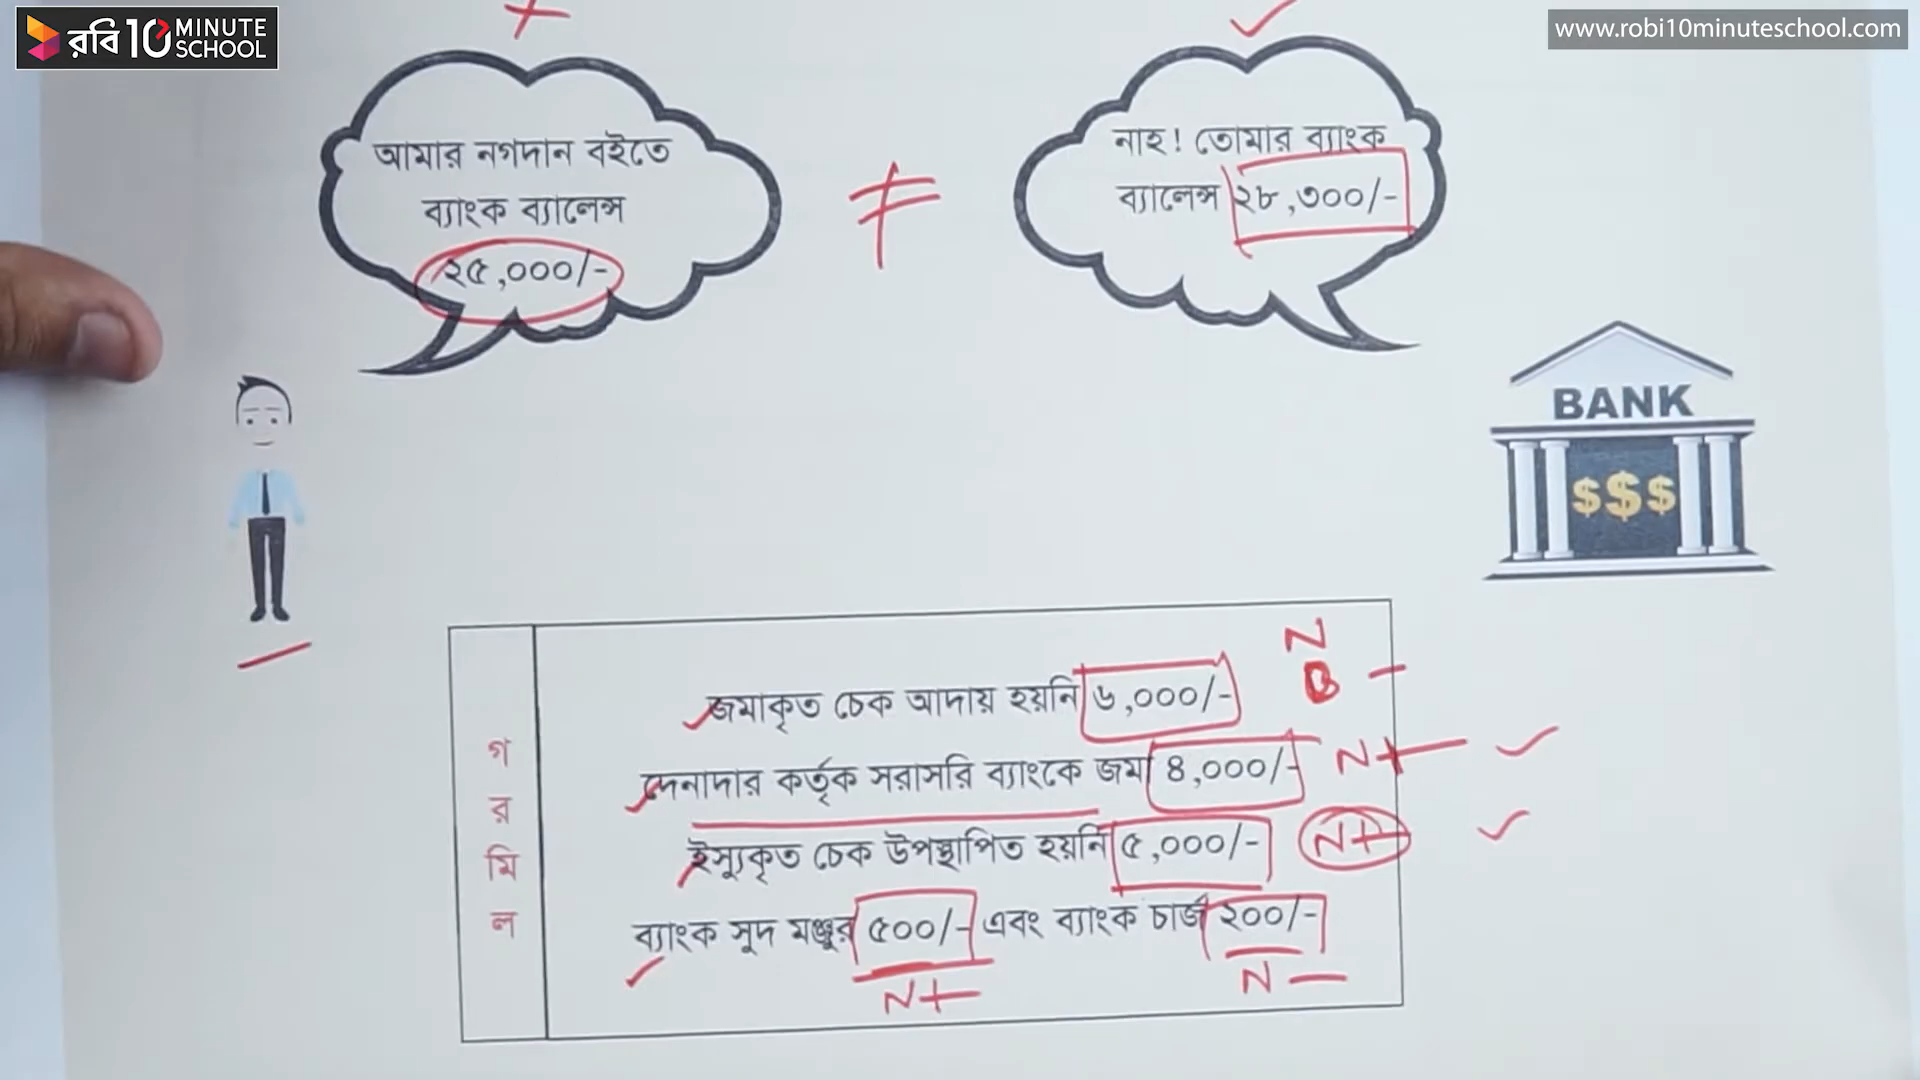 রবি 10 MINUTE SCHOOL
www.robi10minuteschool.com
আমার নগদান বইতে
ব্যাংক ব্যালেন্স
২৫,০০০/-
≠
নাহ! তোমার ব্যাংক
ব্যালেন্স ২৮,৩০০/-
BANK
$$$
গরমিল
N
জমাকৃত চেক আদায় হয়নি ৬,০০০/- -
দেনাদার কর্তৃক সরাসরি ব্যাংকে জমা ৪,০০০/- N+
ইস্যুকৃত চেক উপস্থাপিত হয়নি ৫,০০০/- N+
ব্যাংক সুদ মঞ্জুর ৫০০/- এবং ব্যাংক চার্জ ২০০/-
N+ N-